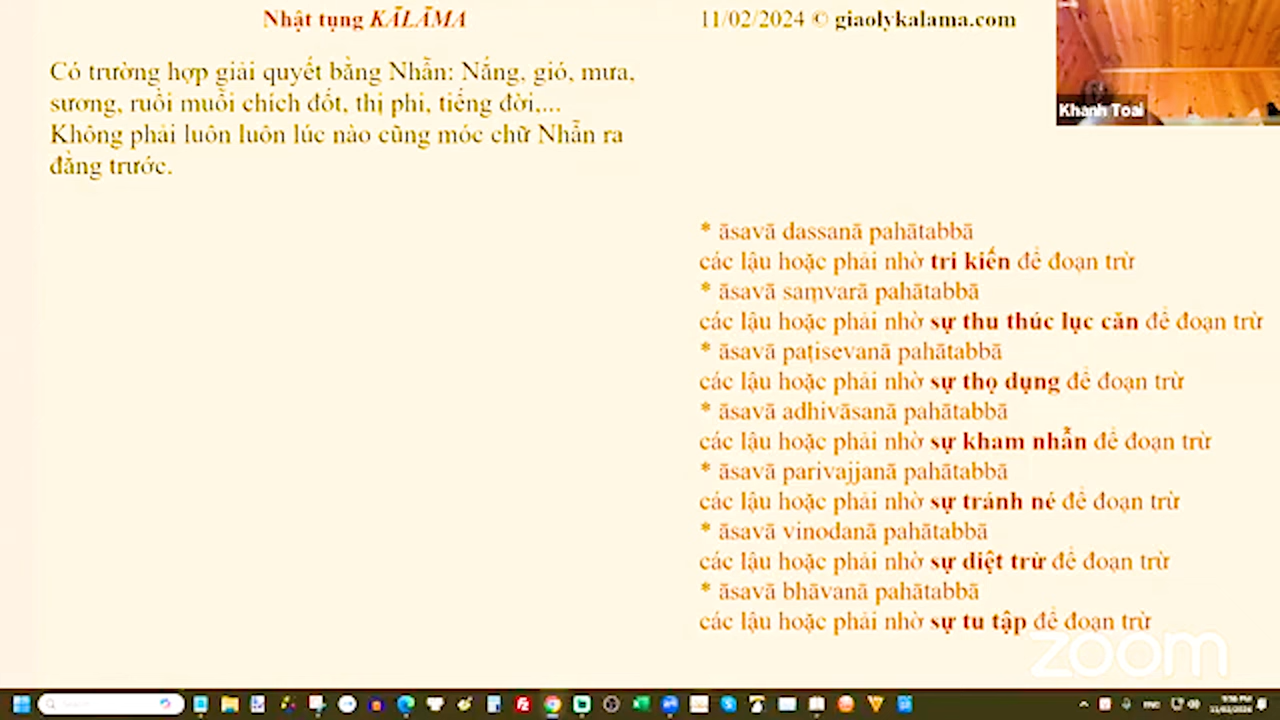 Nhật tụng KĀLĀMA
11/02/2024 © giaolykalama.com
Có trường hợp giải quyết bằng Nhẫn: Nắng, gió, mưa,
sương, ruồi muỗi chích đốt, thị phi, tiếng đời,...
Không phải luôn luôn lúc nào cũng móc chữ Nhẫn ra
đằng trước.
Khanh Toai
* āsavā dassanā pahātabbā
các lậu hoặc phải nhờ tri kiến để đoạn trừ
* āsavā saṃvarā pahātabbā
các lậu hoặc phải nhờ sự thu thúc lục căn để đoạn trừ
* āsavā paṭisevanā pahātabbā
các lậu hoặc phải nhờ sự thọ dụng để đoạn trừ
* āsavā adhivāsanā pahātabbā
các lậu hoặc phải nhờ sự kham nhẫn để đoạn trừ
* āsavā parivajjanā pahātabbā
các lậu hoặc phải nhờ sự tránh né để đoạn trừ
* āsavā vinodanā pahātabbā
các lậu hoặc phải nhờ sự diệt trừ để đoạn trừ
* āsavā bhāvanā pahātabbā
các lậu hoặc phải nhờ sự tu tập để đoạn trừ
zoom